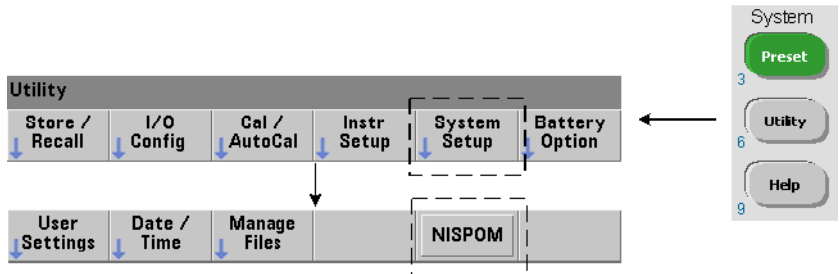 System
Preset
3
Utility
6
Help
9
Utility
Store /
Recall
I/O
Config
Cal /
AutoCal
Instr
Setup
System
Setup
Battery
Option
User
Settings
Date /
Time
Manage
Files
NISPOM